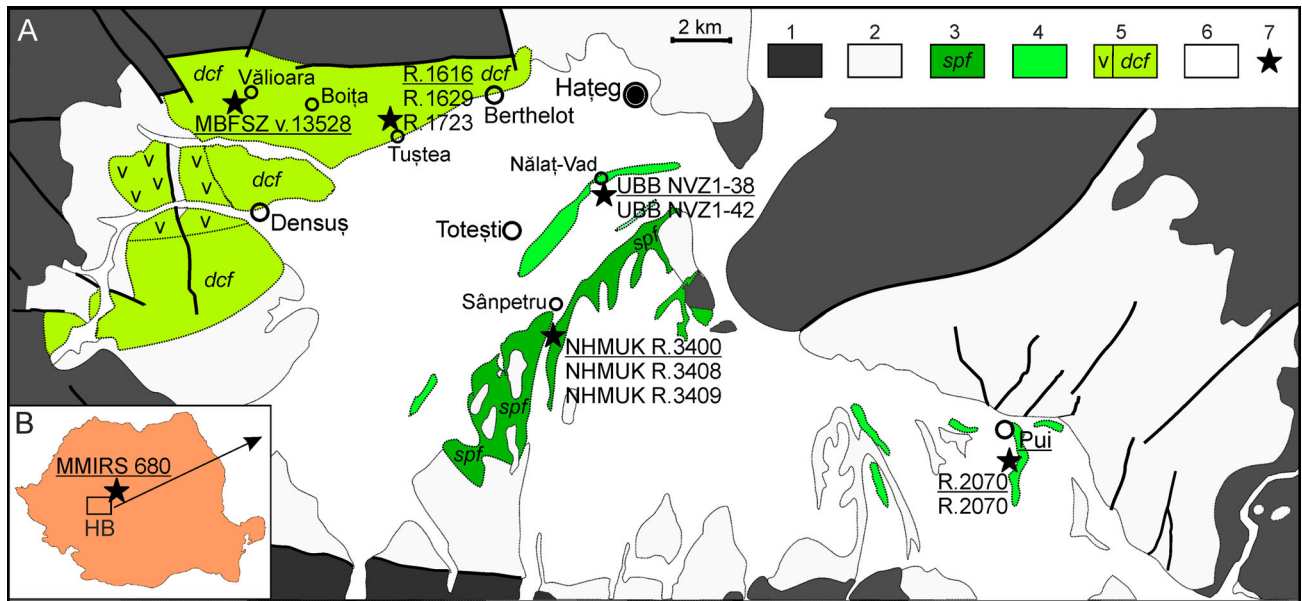 A
2 km
1 2 3 4 5 6 7
spf
v dcf
dcf
Vălioara
Boița
MBFSZ v.13528
R.1616
R.1629
R.1723
dcf
Berthelot
Tuștea
Hațeg
Nălaț-Vad
UBB NVZ1-38
UBB NVZ1-42
v v v v v v
v v
dcf
Densuș
dcf
Totești
spf
Sânpetru
NHMUK R.3400
NHMUK R.3408
NHMUK R.3409
spf
spf
Pui
R.2070
R.2070
B
MMIRS 680
HB